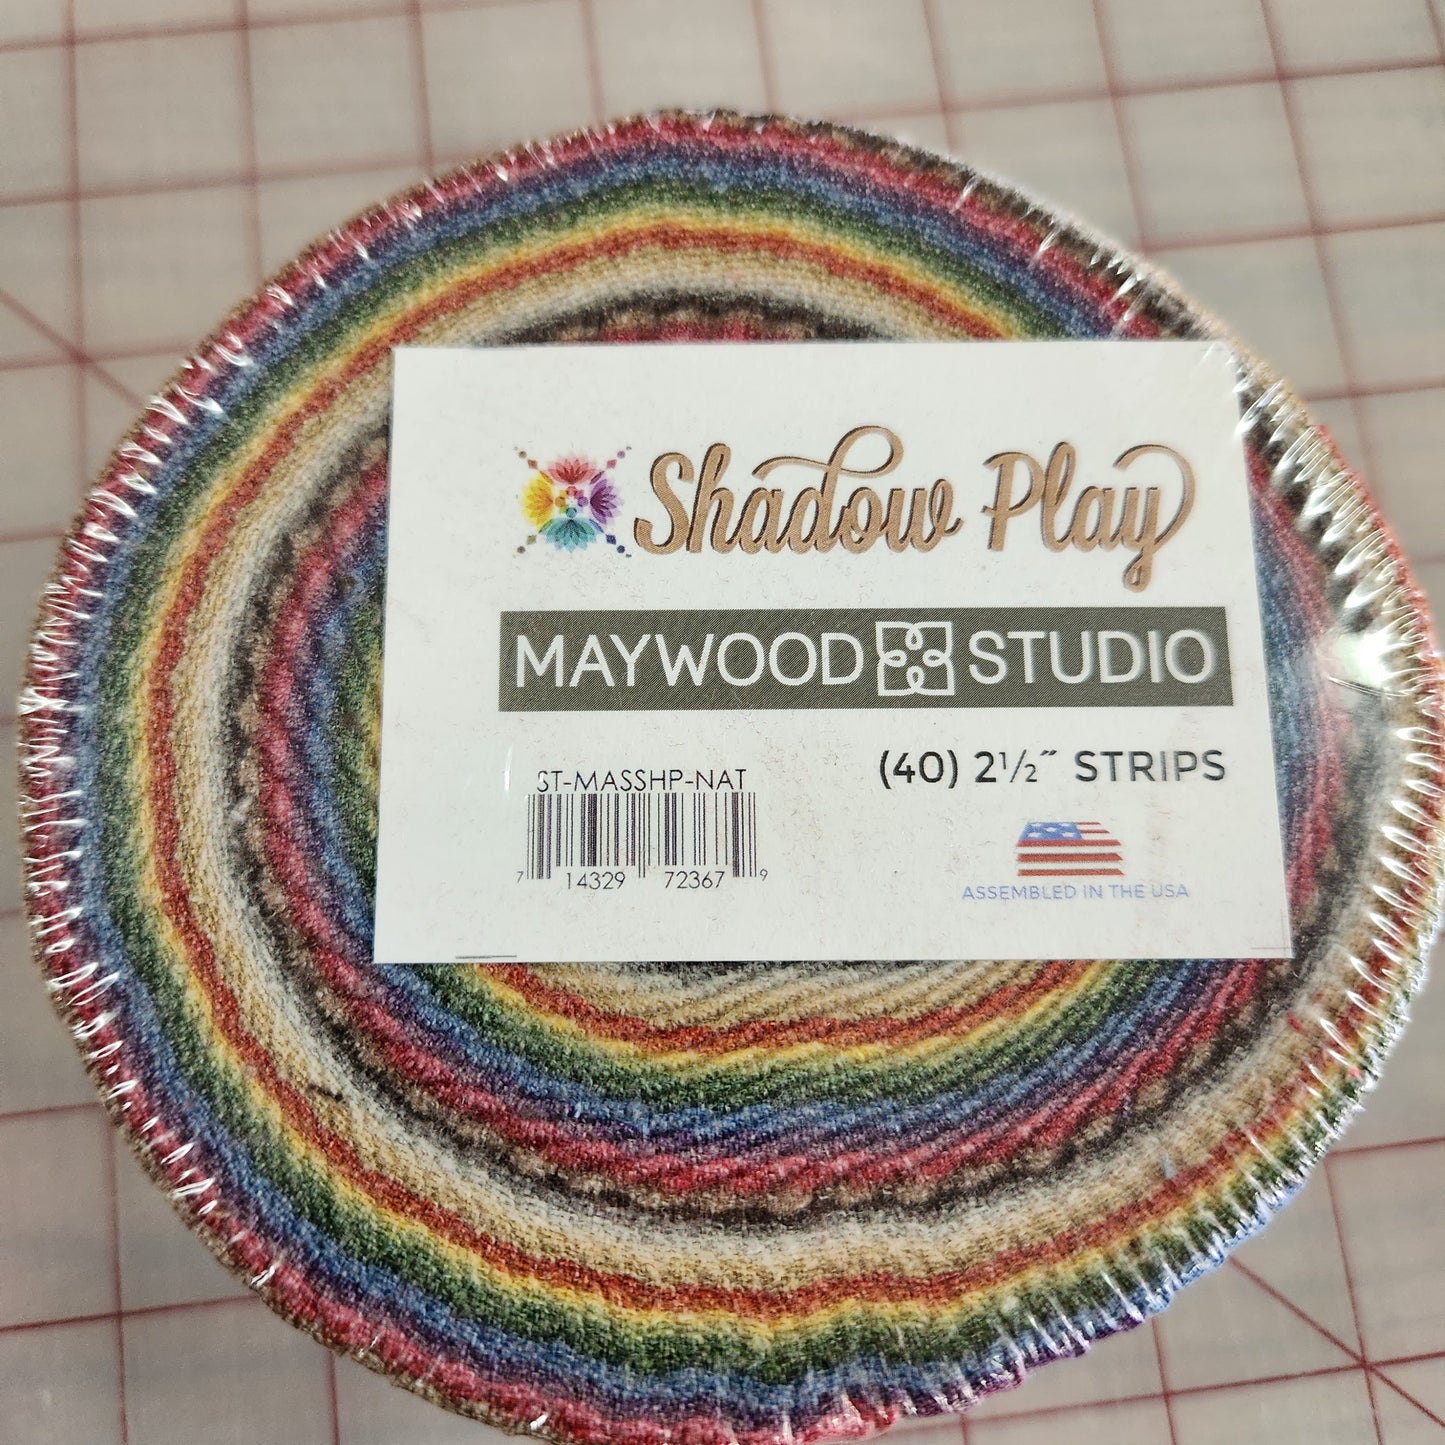 Shadow Play
MAYWOOD STUDIO
(40) 2½" STRIPS
ST-MASSHP-NAT
7 14329 72367 9
ASSEMBLED IN THE USA